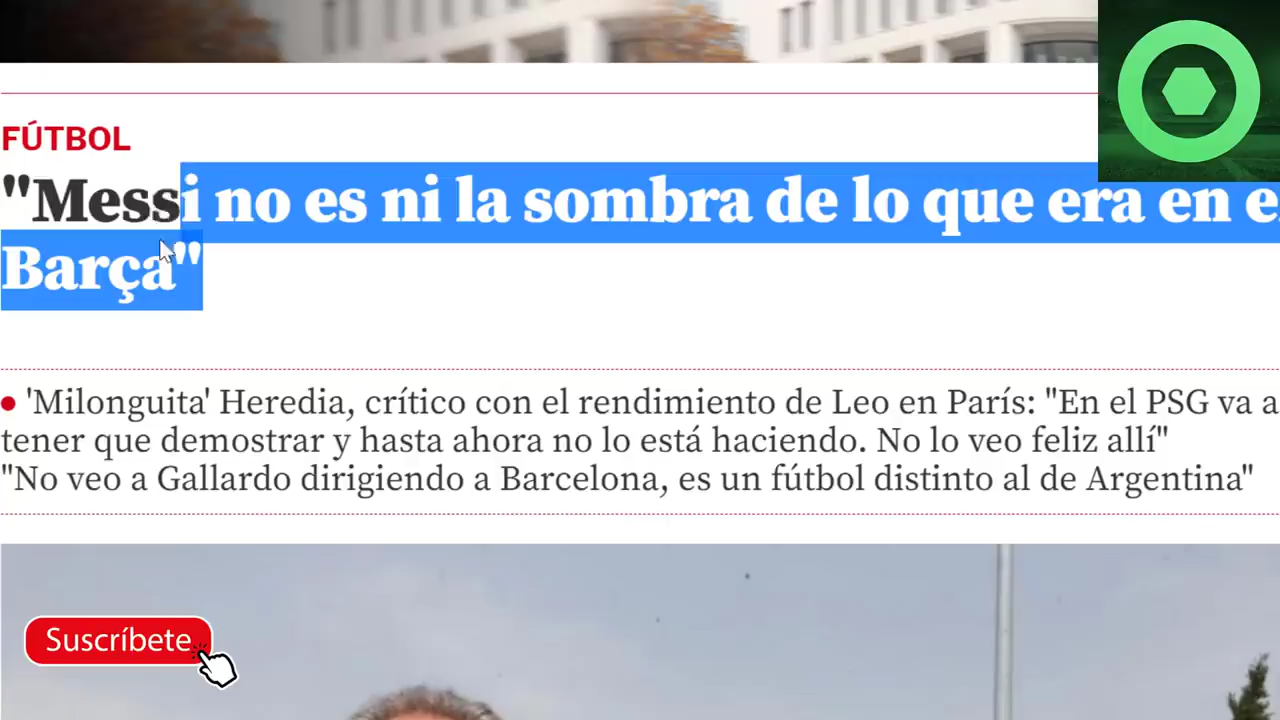 FÚTBOL
"Messi no es ni la sombra de lo que era en e
Barça"
'Milonguita' Heredia, crítico con el rendimiento de Leo en París: "En el PSG va a
tener que demostrar y hasta ahora no lo está haciendo. No lo veo feliz allí"
"No veo a Gallardo dirigiendo a Barcelona, es un fútbol distinto al de Argentina"
Suscríbete